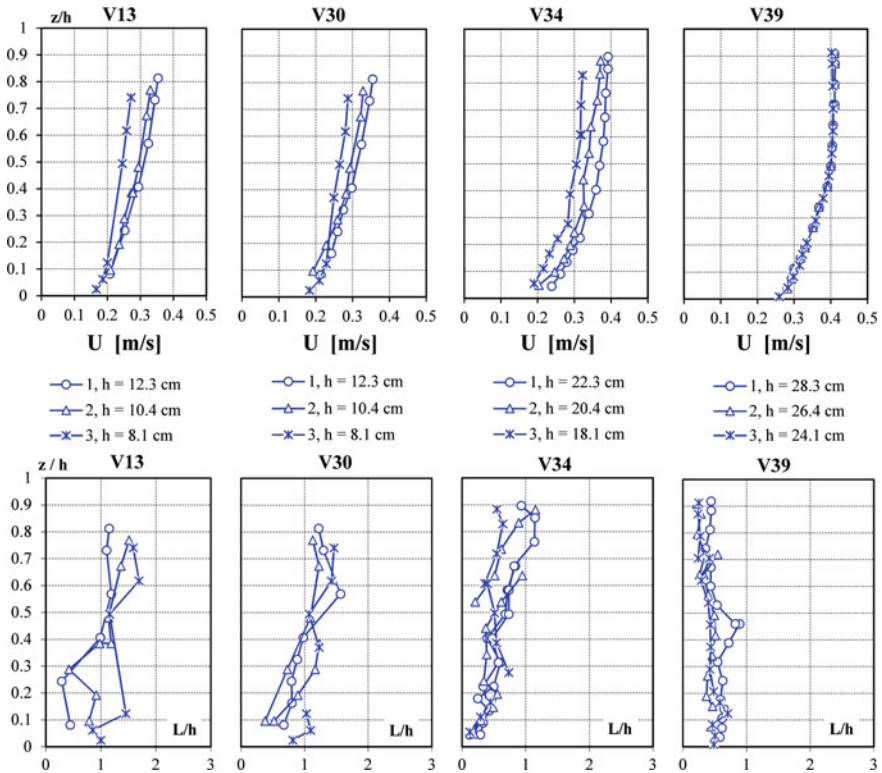 z/h V13 V30 V34 V39
1
0.9
0.8
0.7
0.6
0.5
0.4
0.3
0.2
0.1
0
0 0.1 0.2 0.3 0.4 0.5 0 0.1 0.2 0.3 0.4 0.5 0 0.1 0.2 0.3 0.4 0.5 0 0.1 0.2 0.3 0.4 0.5
U [m/s] U [m/s] U [m/s] U [m/s]
1, h = 12.3 cm 1, h = 12.3 cm 1, h = 22.3 cm 1, h = 28.3 cm
2, h = 10.4 cm 2, h = 10.4 cm 2, h = 20.4 cm 2, h = 26.4 cm
3, h = 8.1 cm 3, h = 8.1 cm 3, h = 18.1 cm 3, h = 24.1 cm
z / h V13 V30 V34 V39
1
0.9
0.8
0.7
0.6
0.5
0.4
0.3
0.2
0.1
L/h L/h L/h L/h
0
0 1 2 3 0 1 2 3 0 1 2 3 0 1 2 3